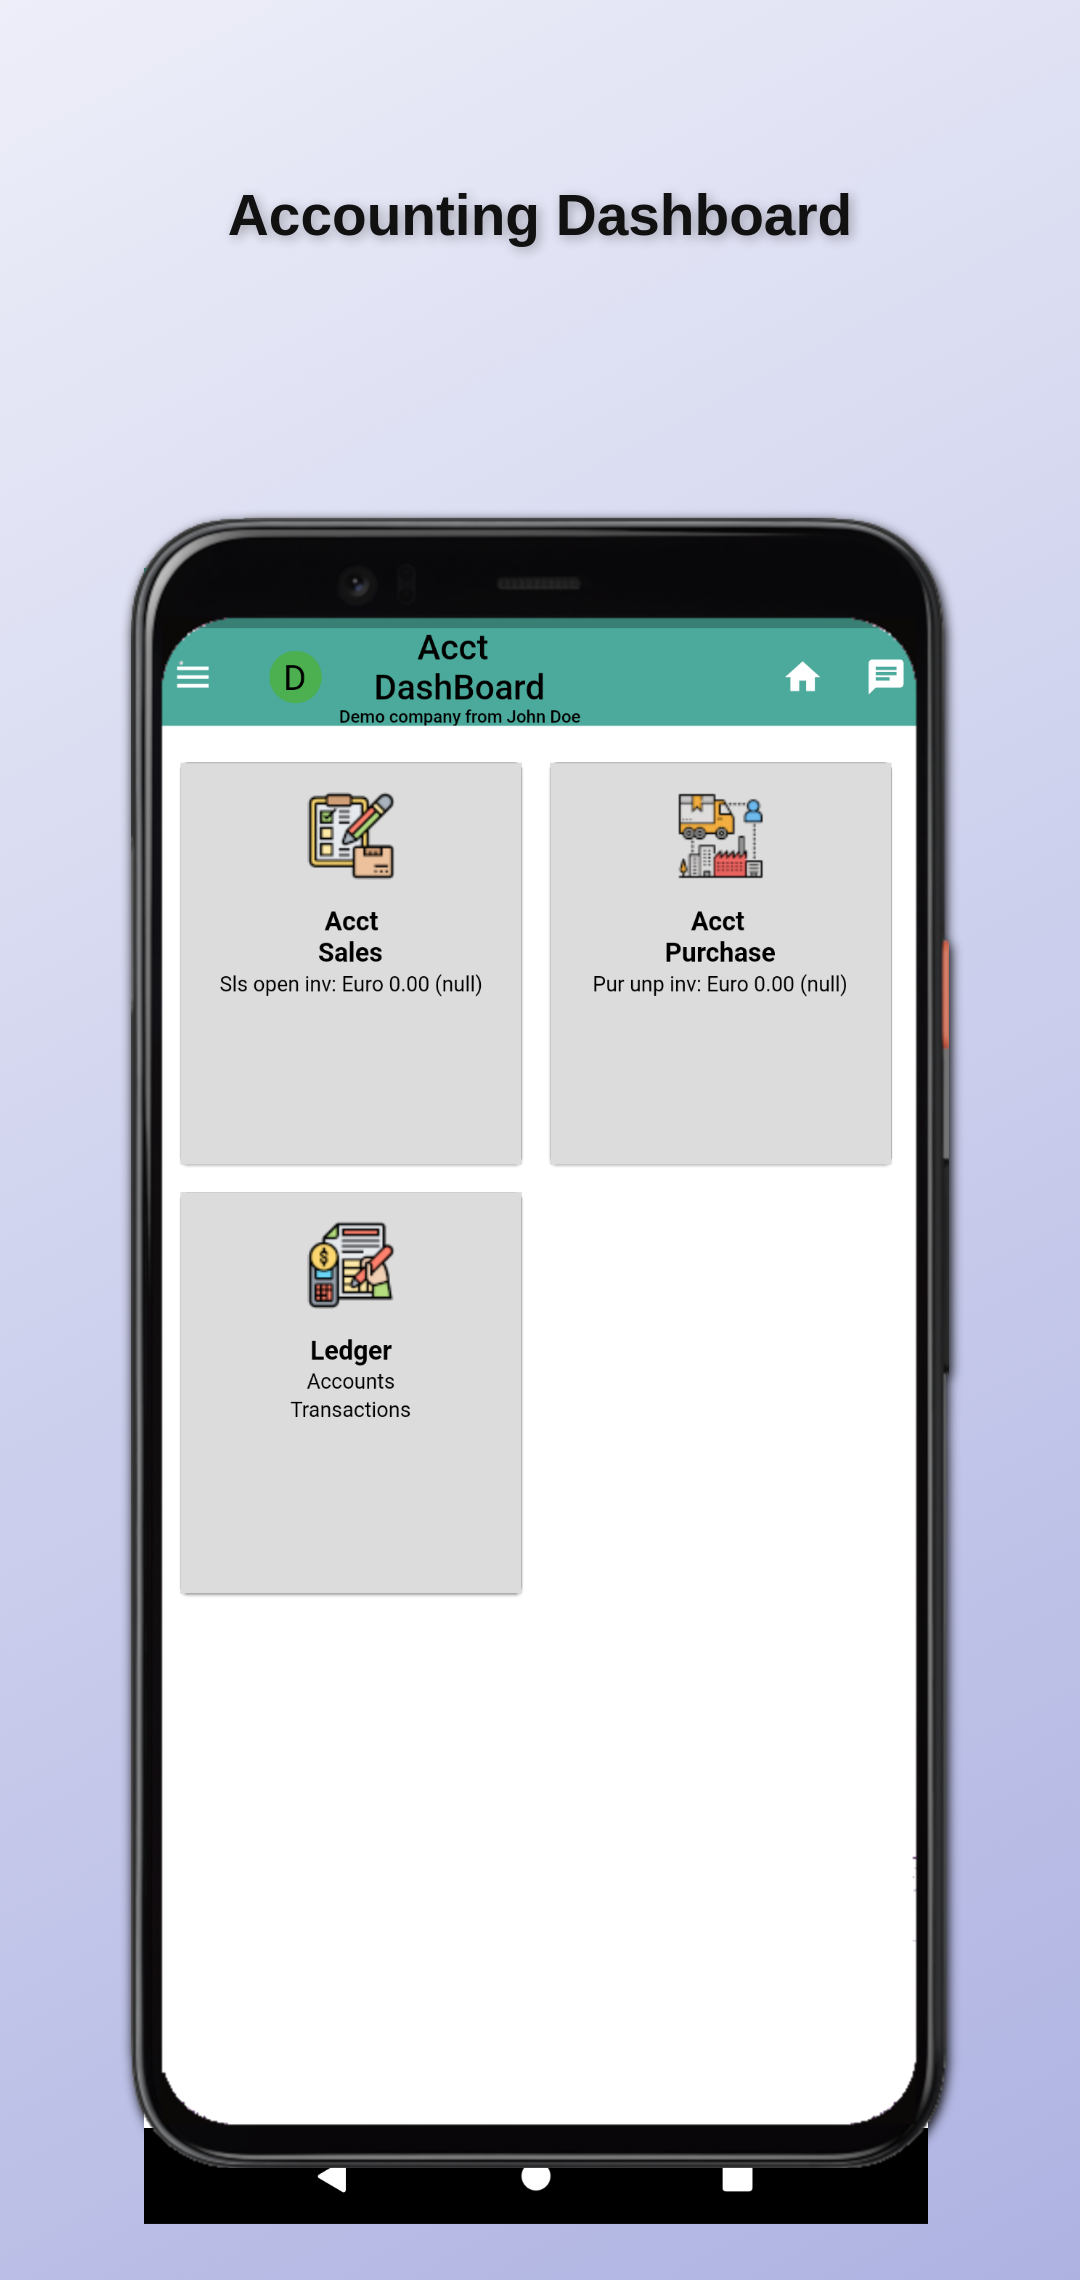 Accounting Dashboard
D
Acct
DashBoard
Demo company from John Doe
Acct
Sales
Sls open inv: Euro 0.00 (null)
Acct
Purchase
Pur unp inv: Euro 0.00 (null)
Ledger
Accounts
Transactions